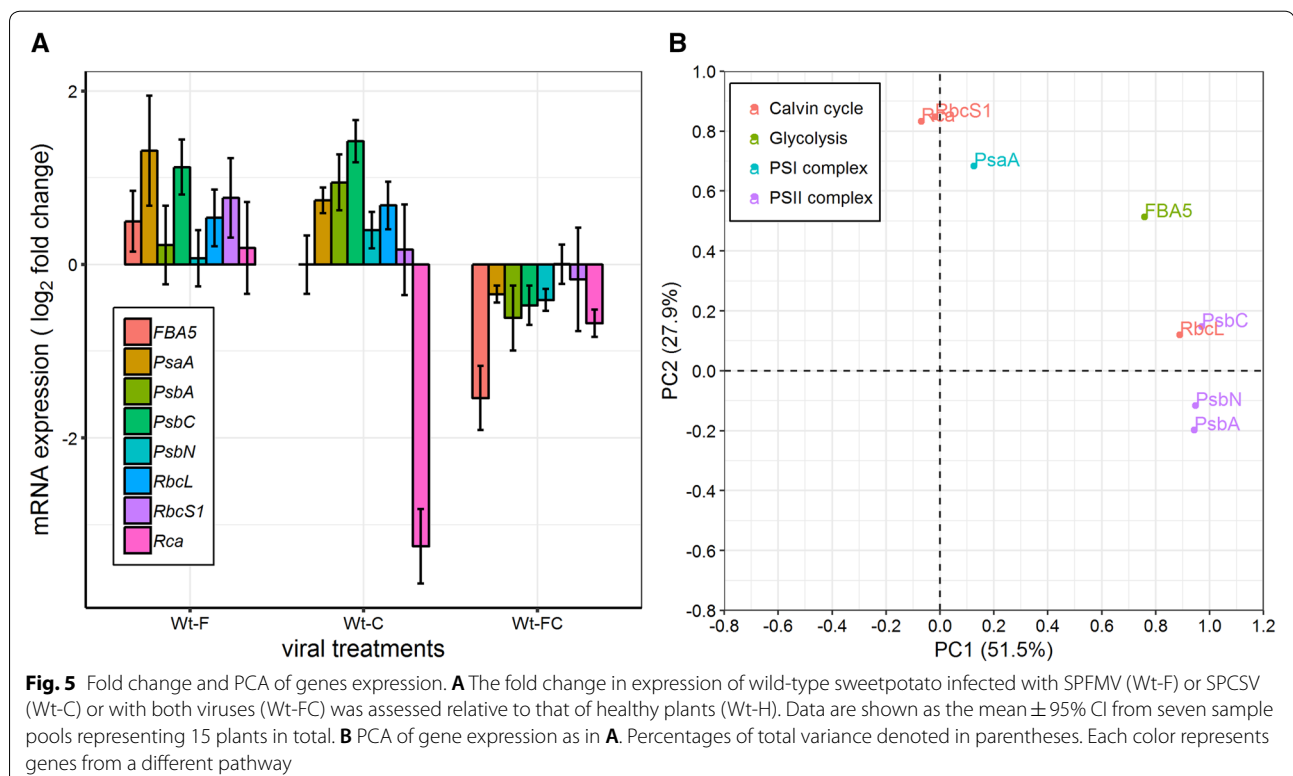 A
mRNA expression ( log2 fold change)
2
0
-2
FBA5
PsaA
PsbA
PsbC
PsbN
RbcL
RbcS1
Rca
Wt-F
Wt-C
Wt-FC
viral treatments
B
PC2 (27.9%)
1.0
0.8
0.6
0.4
0.2
0.0
-0.2
-0.4
-0.6
-0.8
a Calvin cycle
a Glycolysis
a PSI complex
a PSII complex
Rca
RbcS1
PsaA
FBA5
PsbC
RbcL
PsbN
PsbA
-0.8 -0.6 -0.4 -0.2 0.0 0.2 0.4 0.6 0.8 1.0 1.2
PC1 (51.5%)
Fig. 5 Fold change and PCA of genes expression. A The fold change in expression of wild-type sweetpotato infected with SPFMV (Wt-F) or SPCSV
(Wt-C) or with both viruses (Wt-FC) was assessed relative to that of healthy plants (Wt-H). Data are shown as the mean ± 95% CI from seven sample
pools representing 15 plants in total. B PCA of gene expression as in A. Percentages of total variance denoted in parentheses. Each color represents
genes from a different pathway